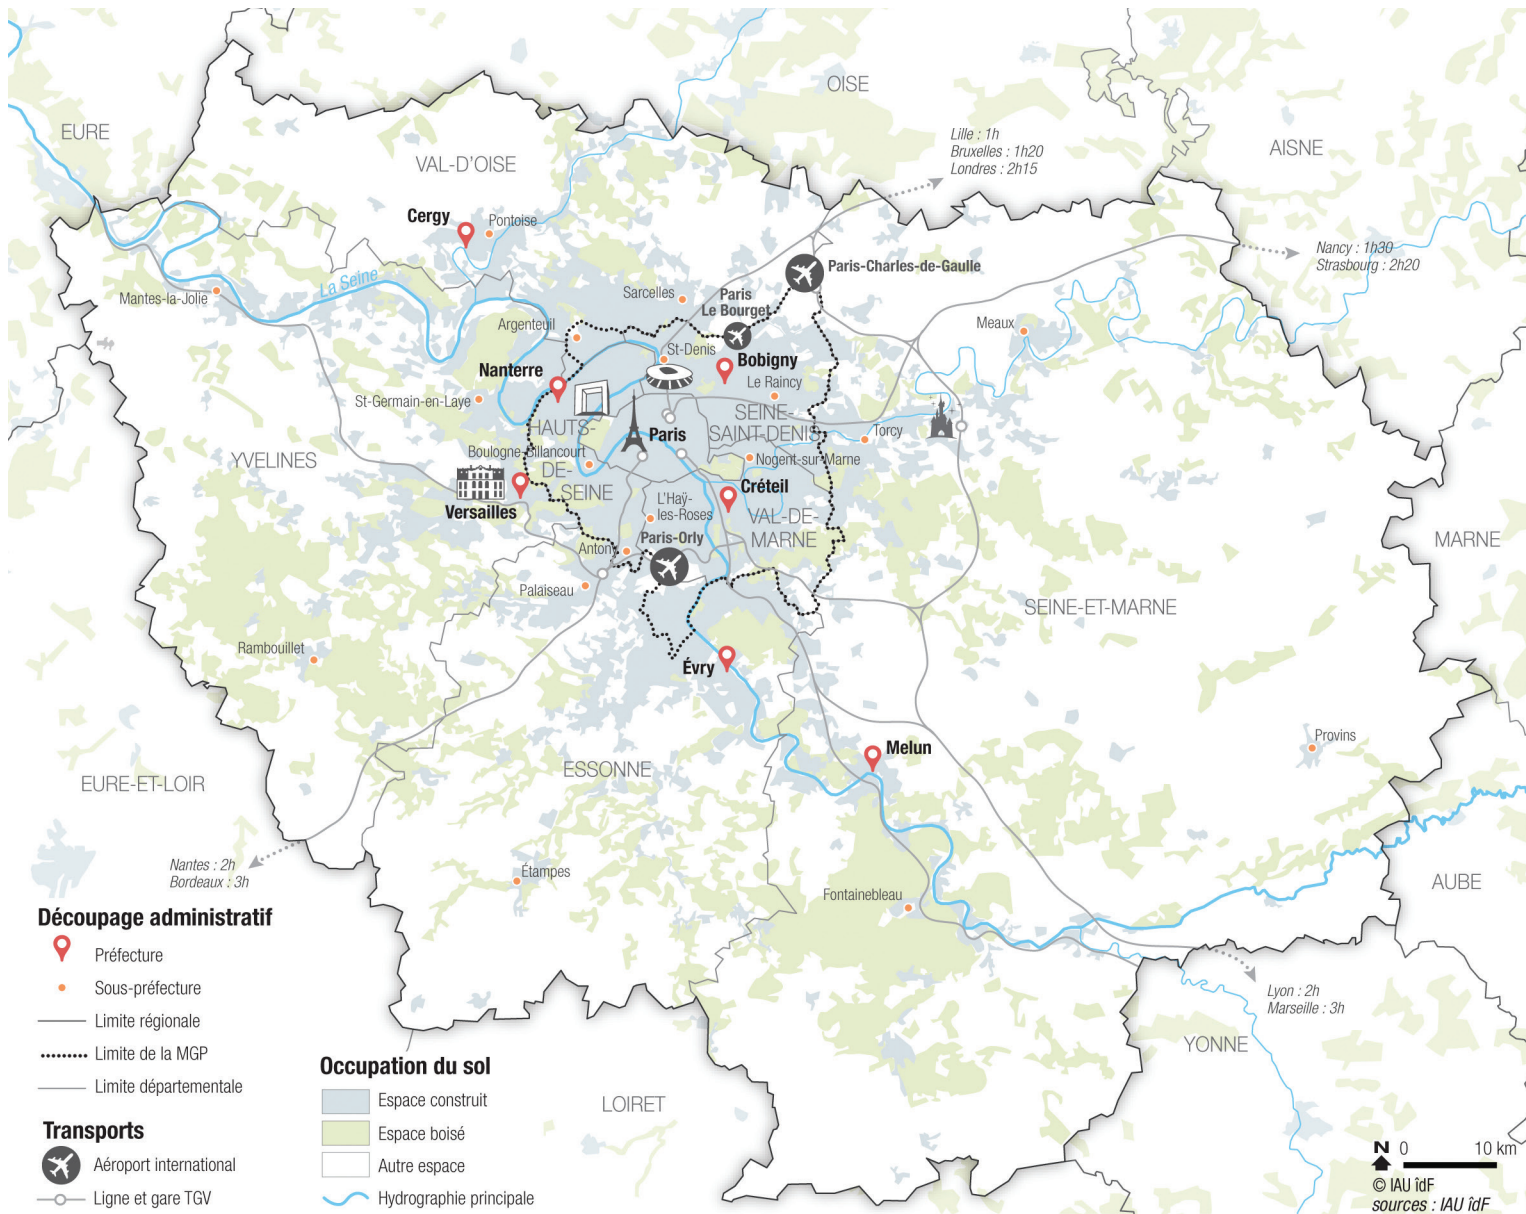 OISE
EURE
AISNE
VAL-D'OISE
Lille : 1h
Bruxelles : 1h20
Londres : 2h15
Cergy
Pontoise
Nancy : 1h30
Strasbourg : 2h20
Paris-Charles-de-Gaulle
La Seine
Mantes-la-Jolie
Sarcelles
Paris
Le Bourget
Argenteuil
Meaux
St-Denis
Bobigny
Nanterre
Le Raincy
St-Germain-en-Laye
HAUTS-
DE-
SEINE
Paris
SEINE-
SAINT-DENIS
Torcy
YVELINES
Boulogne-Billancourt
Nogent-sur-Marne
Versailles
Créteil
L'Haÿ-
les-Roses
VAL-DE-
MARNE
Paris-Orly
Antony
MARNE
Palaiseau
SEINE-ET-MARNE
Rambouillet
Évry
Provins
Melun
ESSONNE
EURE-ET-LOIR
Nantes : 2h
Bordeaux : 3h
Étampes
Fontainebleau
AUBE
Lyon : 2h
Marseille : 3h
YONNE
LOIRET
Découpage administratif
Préfecture
Sous-préfecture
Limite régionale
Limite de la MGP
Limite départementale
Transports
Aéroport international
Ligne et gare TGV
Occupation du sol
Espace construit
Espace boisé
Autre espace
Hydrographie principale
N 0 10 km
© IAU îdF
sources : IAU îdF